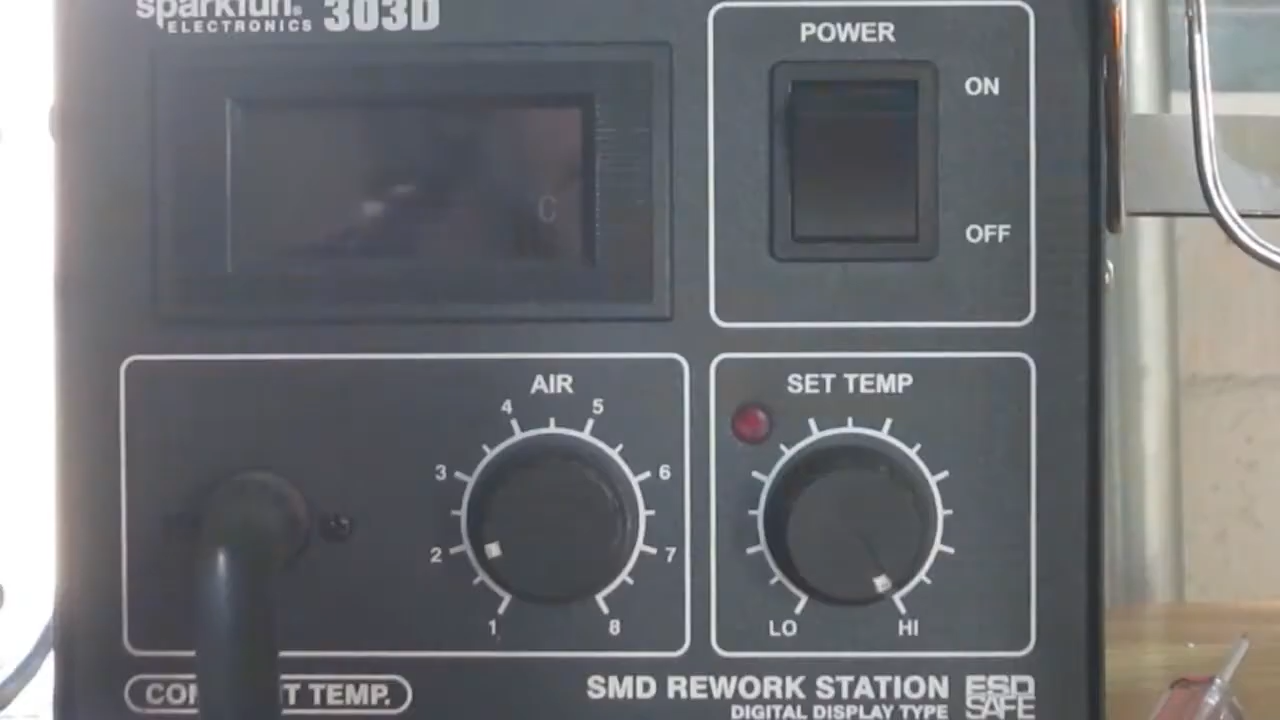 sparkfun
ELECTRONICS 303D
POWER
ON
C
OFF
AIR
SET TEMP
4 5
3 6
2 7
1 8
LO HI
CON T TEMP.
SMD REWORK STATION ESD
DIGITAL DISPLAY TYPE SAFE